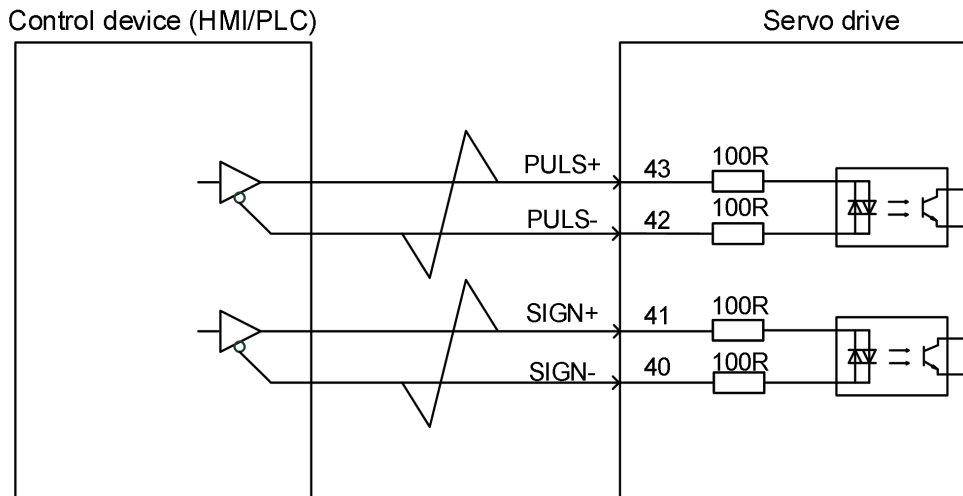 Control device (HMI/PLC)
Servo drive
PULS+ 43 100R
PULS- 42 100R
SIGN+ 41 100R
SIGN- 40 100R